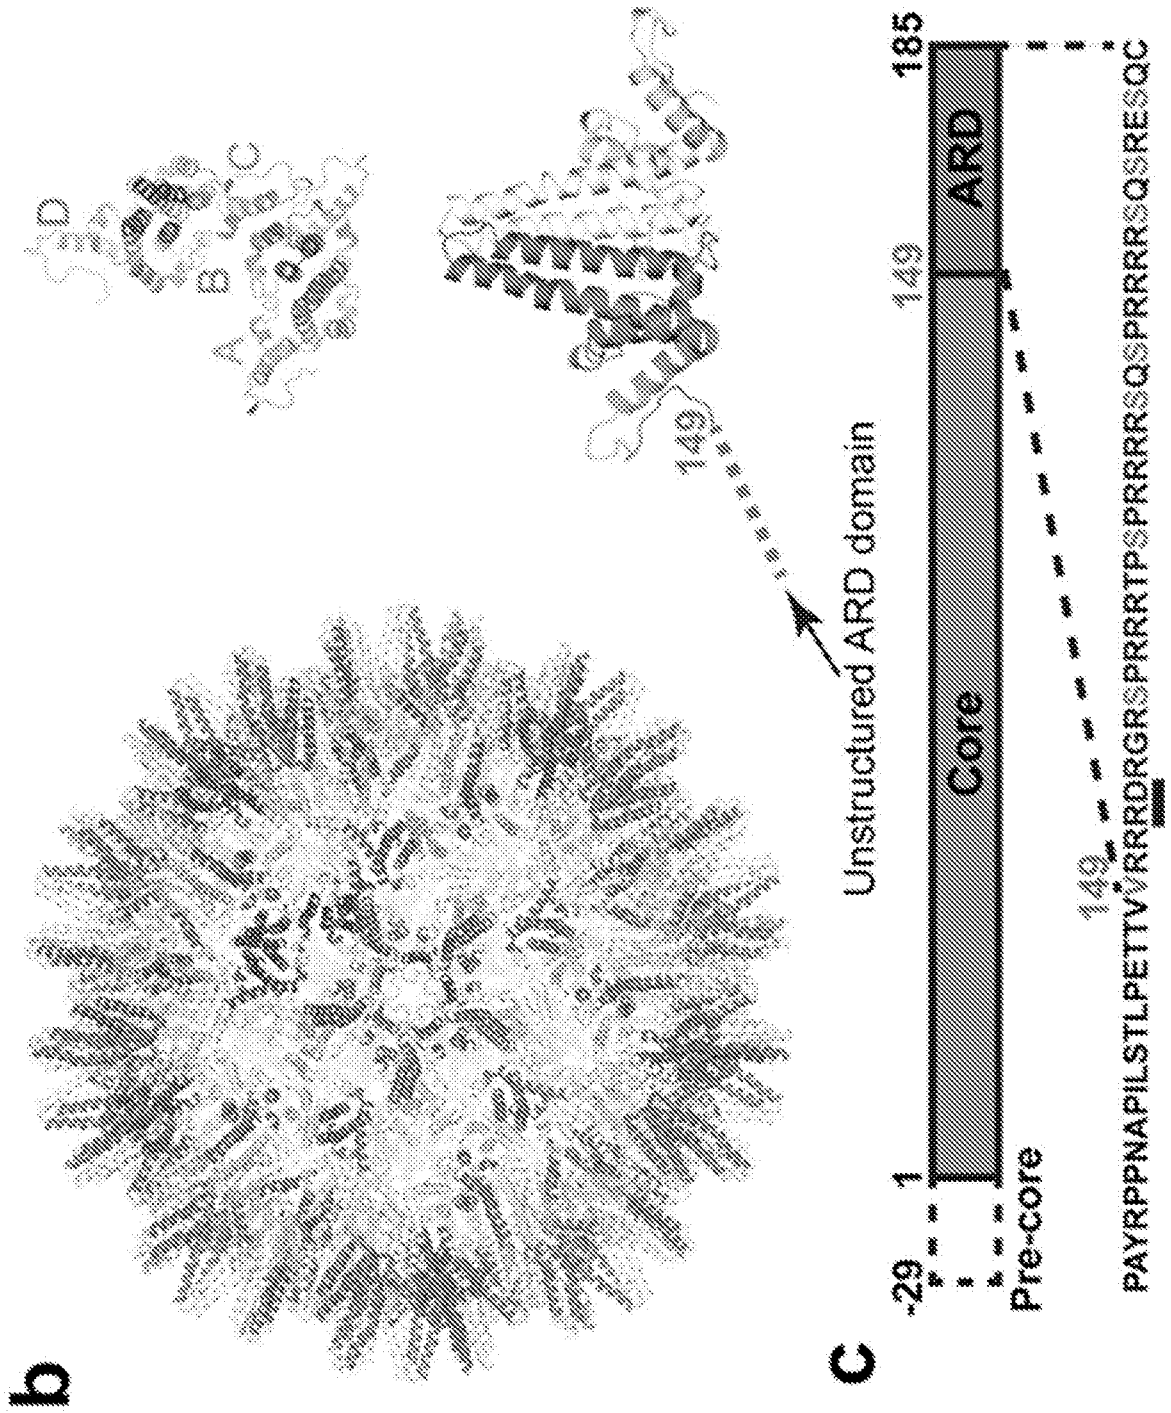 b
A
B
C
D
149
Unstructured ARD domain
c
-29
1
149
185
Core
ARD
Pre-core
149
PAYRPPNAPILSTLPETTVVRRRDRGRSPRRRTPSPRRRRSQSPRRRRSQSRESQC